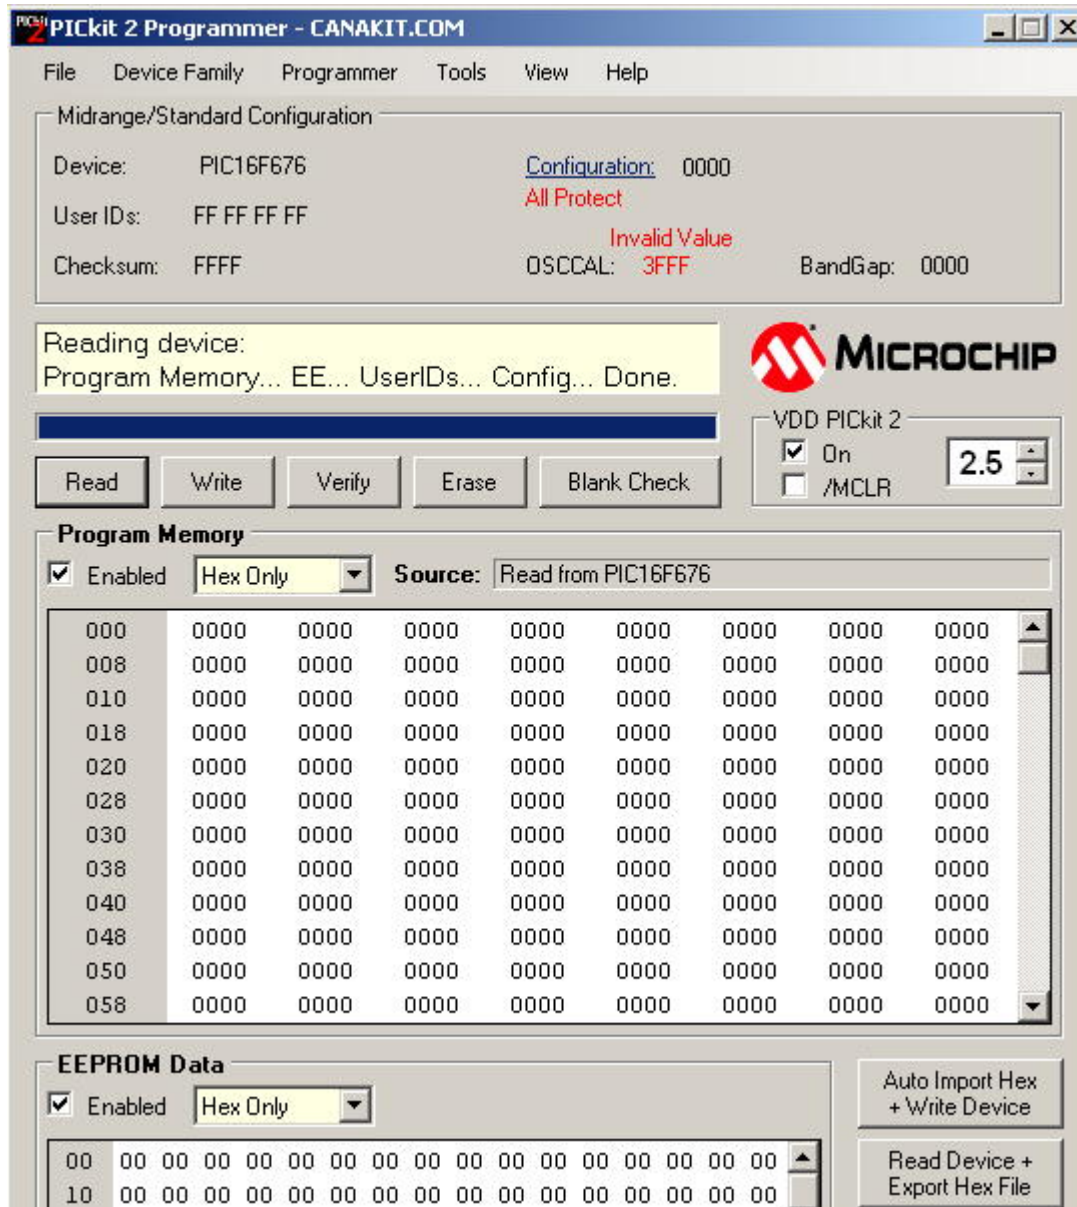 PICkit 2 Programmer - CANAKIT.COM
File Device Family Programmer Tools View Help
Midrange/Standard Configuration
Device: PIC16F676 Configuration: 0000
All Protect
User IDs: FF FF FF FF
Invalid Value
Checksum: FFFF OSCCAL: 3FFF BandGap: 0000
Reading device:
Program Memory... EE... UserIDs... Config... Done.
MICROCHIP
VDD PICkit 2
On
/MCLR
2.5
Read Write Verify Erase Blank Check
Program Memory
Enabled Hex Only Source: Read from PIC16F676
000 0000 0000 0000 0000 0000 0000 0000 0000
008 0000 0000 0000 0000 0000 0000 0000 0000
010 0000 0000 0000 0000 0000 0000 0000 0000
018 0000 0000 0000 0000 0000 0000 0000 0000
020 0000 0000 0000 0000 0000 0000 0000 0000
028 0000 0000 0000 0000 0000 0000 0000 0000
030 0000 0000 0000 0000 0000 0000 0000 0000
038 0000 0000 0000 0000 0000 0000 0000 0000
040 0000 0000 0000 0000 0000 0000 0000 0000
048 0000 0000 0000 0000 0000 0000 0000 0000
050 0000 0000 0000 0000 0000 0000 0000 0000
058 0000 0000 0000 0000 0000 0000 0000 0000
EEPROM Data
Enabled Hex Only
Auto Import Hex
+ Write Device
00 00 00 00 00 00 00 00 00 00 00 00 00 00 00 00 00
10 00 00 00 00 00 00 00 00 00 00 00 00 00 00 00 00
Read Device +
Export Hex File